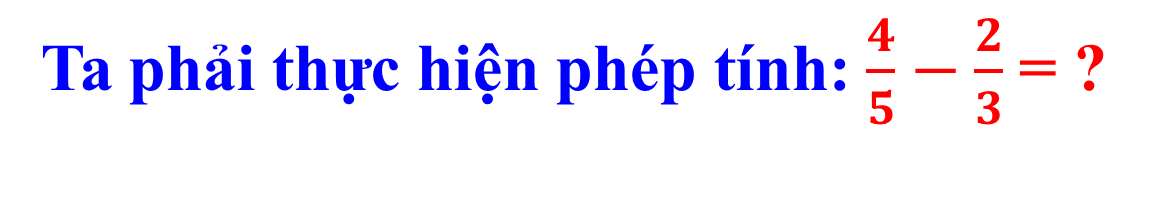 Ta phải thực hiện phép tính: 4/5 − 2/3 = ?